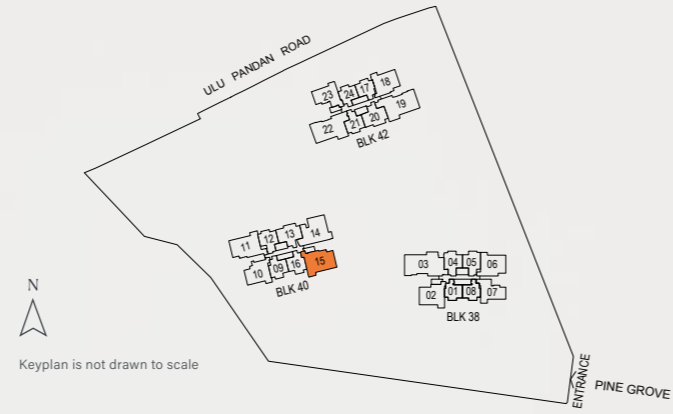 ULU PANDAN ROAD
23 24 17 18
22 21 20 19
BLK 42
11 12 13 14
10 09 16 15
BLK 40
03 04 05 06
02 01 08 07
BLK 38
N
Keyplan is not drawn to scale
ENTRANCE
PINE GROVE